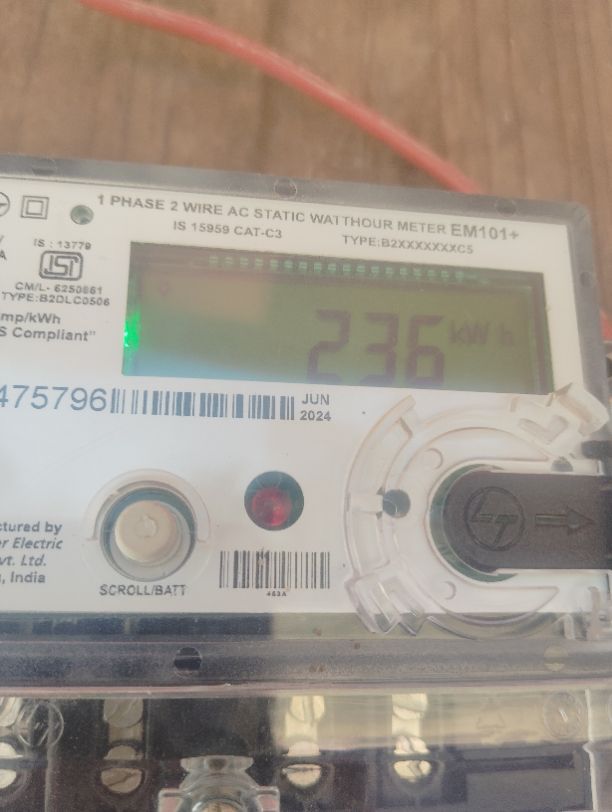 1 PHASE 2 WIRE AC STATIC WATTHOUR METER EM101+
IS 15959 CAT-C3
TYPE:B2XXXXXXXC5
IS : 13779
CM/L- 6250861
TYPE:B2DLC0506
mp/kWh
S Compliant"
236 kWh
475796
JUN
2024
SCROLL/BATT
ctured by
er Electric
vt. Ltd.
, India